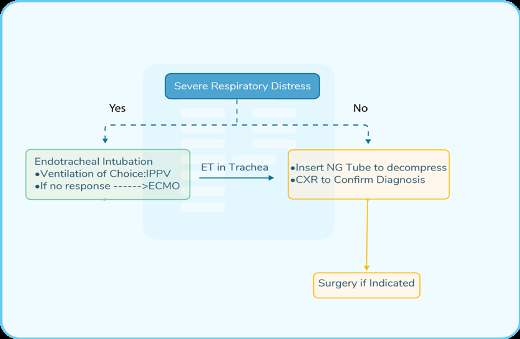 Severe Respiratory Distress
Yes
No
Endotracheal Intubation
•Ventilation of Choice:IPPV
•If no response ------>ECMO
ET in Trachea
•Insert NG Tube to decompress
•CXR to Confirm Diagnosis
Surgery if Indicated